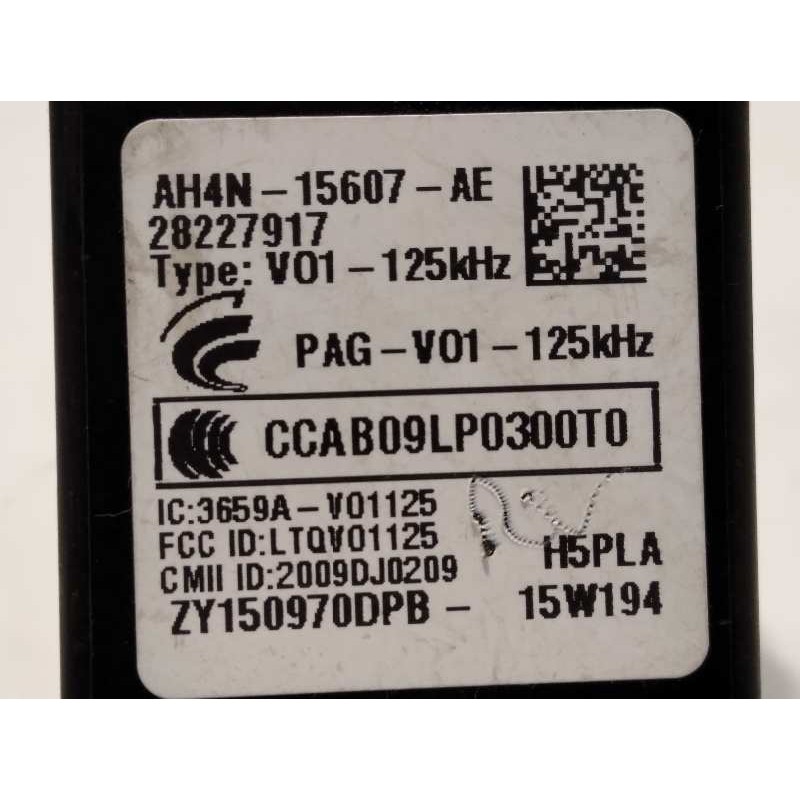 AH4N-15607-AE
28227917
Type: V01-125kHz
PAG-V01-125kHz
CCAB09LP0300T0
IC:3659A-V01125
FCC ID:LTQV01125
CMII ID:2009DJ0209
H5PLA
ZY150970DPB- 15W194